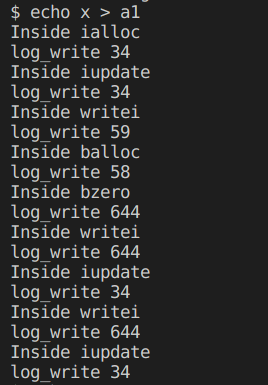 $ echo x > a1
Inside ialloc
log_write 34
Inside iupdate
log_write 34
Inside writei
log_write 59
Inside balloc
log_write 58
Inside bzero
log_write 644
Inside writei
log_write 644
Inside iupdate
log_write 34
Inside writei
log_write 644
Inside iupdate
log_write 34